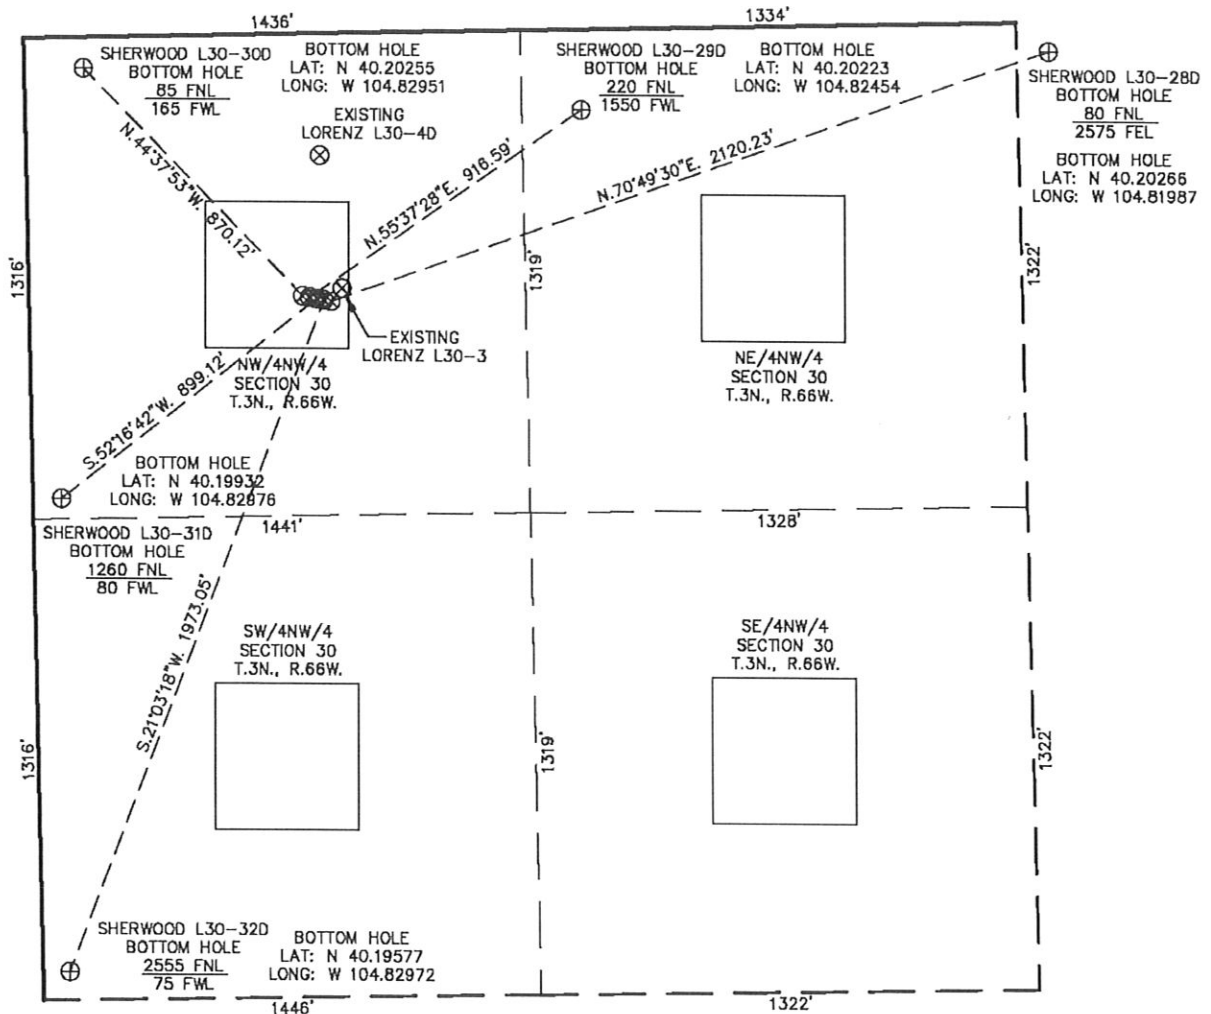 1436'
1334'
SHERWOOD L30-30D
BOTTOM HOLE
85 FNL
165 FWL
BOTTOM HOLE
LAT: N 40.20255
LONG: W 104.82951
EXISTING
LORENZ L30-4D
SHERWOOD L30-29D
BOTTOM HOLE
220 FNL
1550 FWL
BOTTOM HOLE
LAT: N 40.20223
LONG: W 104.82454
SHERWOOD L30-28D
BOTTOM HOLE
80 FNL
2575 FEL
BOTTOM HOLE
LAT: N 40.20266
LONG: W 104.81987
N.44°37'53"W. 870.12'
N.55°37'28"E. 916.59'
N.70°49'30"E. 2120.23'
1316'
1319'
1322'
EXISTING
LORENZ L30-3
NW/4NW/4
SECTION 30
T.3N., R.66W.
NE/4NW/4
SECTION 30
T.3N., R.66W.
S.52°16'42"W. 899.12'
BOTTOM HOLE
LAT: N 40.19932
LONG: W 104.82876
1441'
1328'
SHERWOOD L30-31D
BOTTOM HOLE
1260 FNL
80 FWL
S.21°03'18"W. 1973.05'
SW/4NW/4
SECTION 30
T.3N., R.66W.
SE/4NW/4
SECTION 30
T.3N., R.66W.
1316'
1319'
1322'
SHERWOOD L30-32D
BOTTOM HOLE
2555 FNL
75 FWL
BOTTOM HOLE
LAT: N 40.19577
LONG: W 104.82972
1446'
1322'